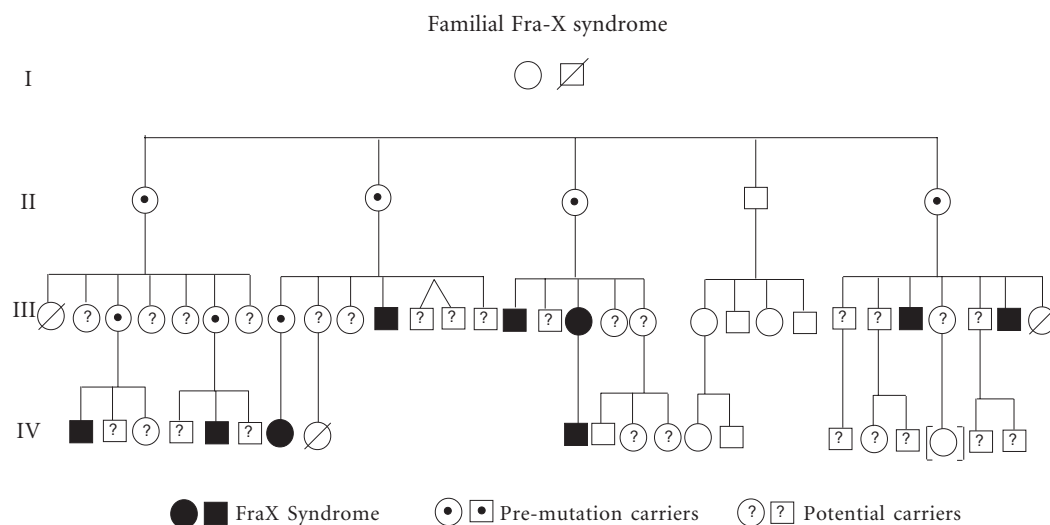 Familial Fra-X syndrome
I
II
III ? ? ? ? ? ? ? ? ? ? ? ? ? ? ? ?
IV ? ? ? ? ? ? ? ? ? ? ?
FraX Syndrome Pre-mutation carriers ? ? Potential carriers